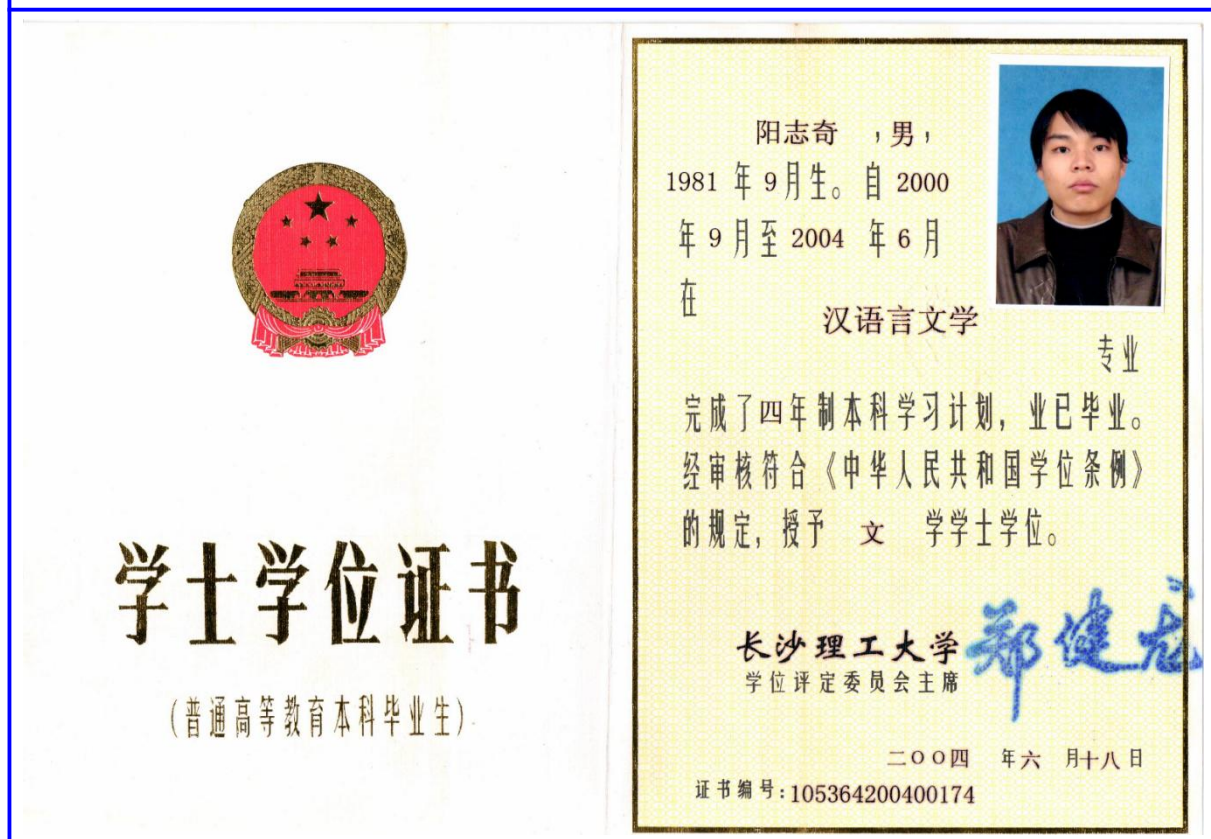 学士学位证书
(普通高等教育本科毕业生)
阳志奇 ，男，
1981 年 9 月生。自 2000
年 9 月至 2004 年 6 月
在 汉语言文学
专业
完成了四年制本科学习计划，业已毕业。
经审核符合《中华人民共和国学位条例》
的规定，授予 文 学学士学位。
长沙理工大学 郑健龙
学位评定委员会主席
二〇〇四 年六 月十八日
证书编号：105364200400174